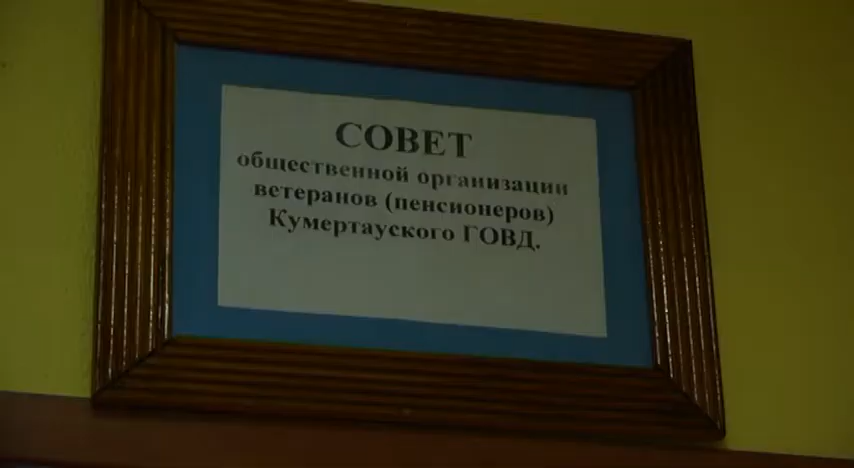 СОВЕТ
общественной организации
ветеранов (пенсионеров)
Кумертауского ГОВД.